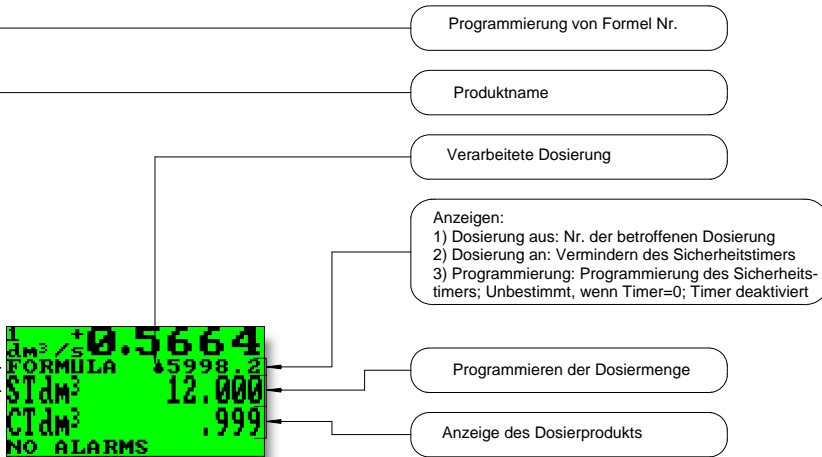 Programmierung von Formel Nr.
Produktname
Verarbeitete Dosierung
Anzeigen:
1) Dosierung aus: Nr. der betroffenen Dosierung
2) Dosierung an: Vermindern des Sicherheitstimers
3) Programmierung: Programmierung des Sicherheits-
timers; Unbestimmt, wenn Timer=0; Timer deaktiviert
1 dm³/s +0.5664
FORMULA 5998.2
STdm³ 12.000
CTdm³ .999
NO ALARMS
Programmieren der Dosiermenge
Anzeige des Dosierprodukts